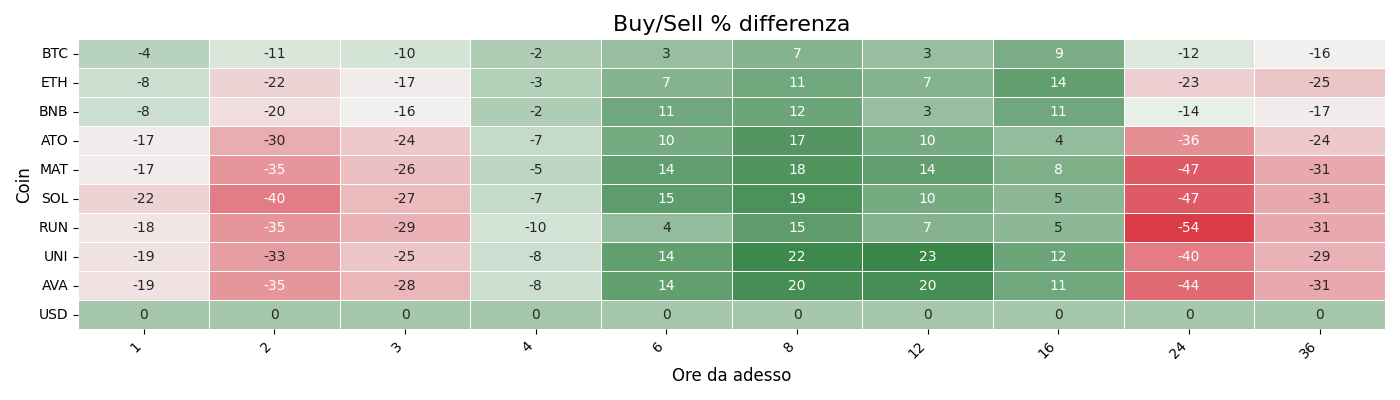 Buy/Sell % differenza
Coin
BTC -4 -11 -10 -2 3 7 3 9 -12 -16
ETH -8 -22 -17 -3 7 11 7 14 -23 -25
BNB -8 -20 -16 -2 11 12 3 11 -14 -17
ATO -17 -30 -24 -7 10 17 10 4 -36 -24
MAT -17 -35 -26 -5 14 18 14 8 -47 -31
SOL -22 -40 -27 -7 15 19 10 5 -47 -31
RUN -18 -35 -29 -10 4 15 7 5 -54 -31
UNI -19 -33 -25 -8 14 22 23 12 -40 -29
AVA -19 -35 -28 -8 14 20 20 11 -44 -31
USD 0 0 0 0 0 0 0 0 0 0
1 2 3 4 6 8 12 16 24 36
Ore da adesso